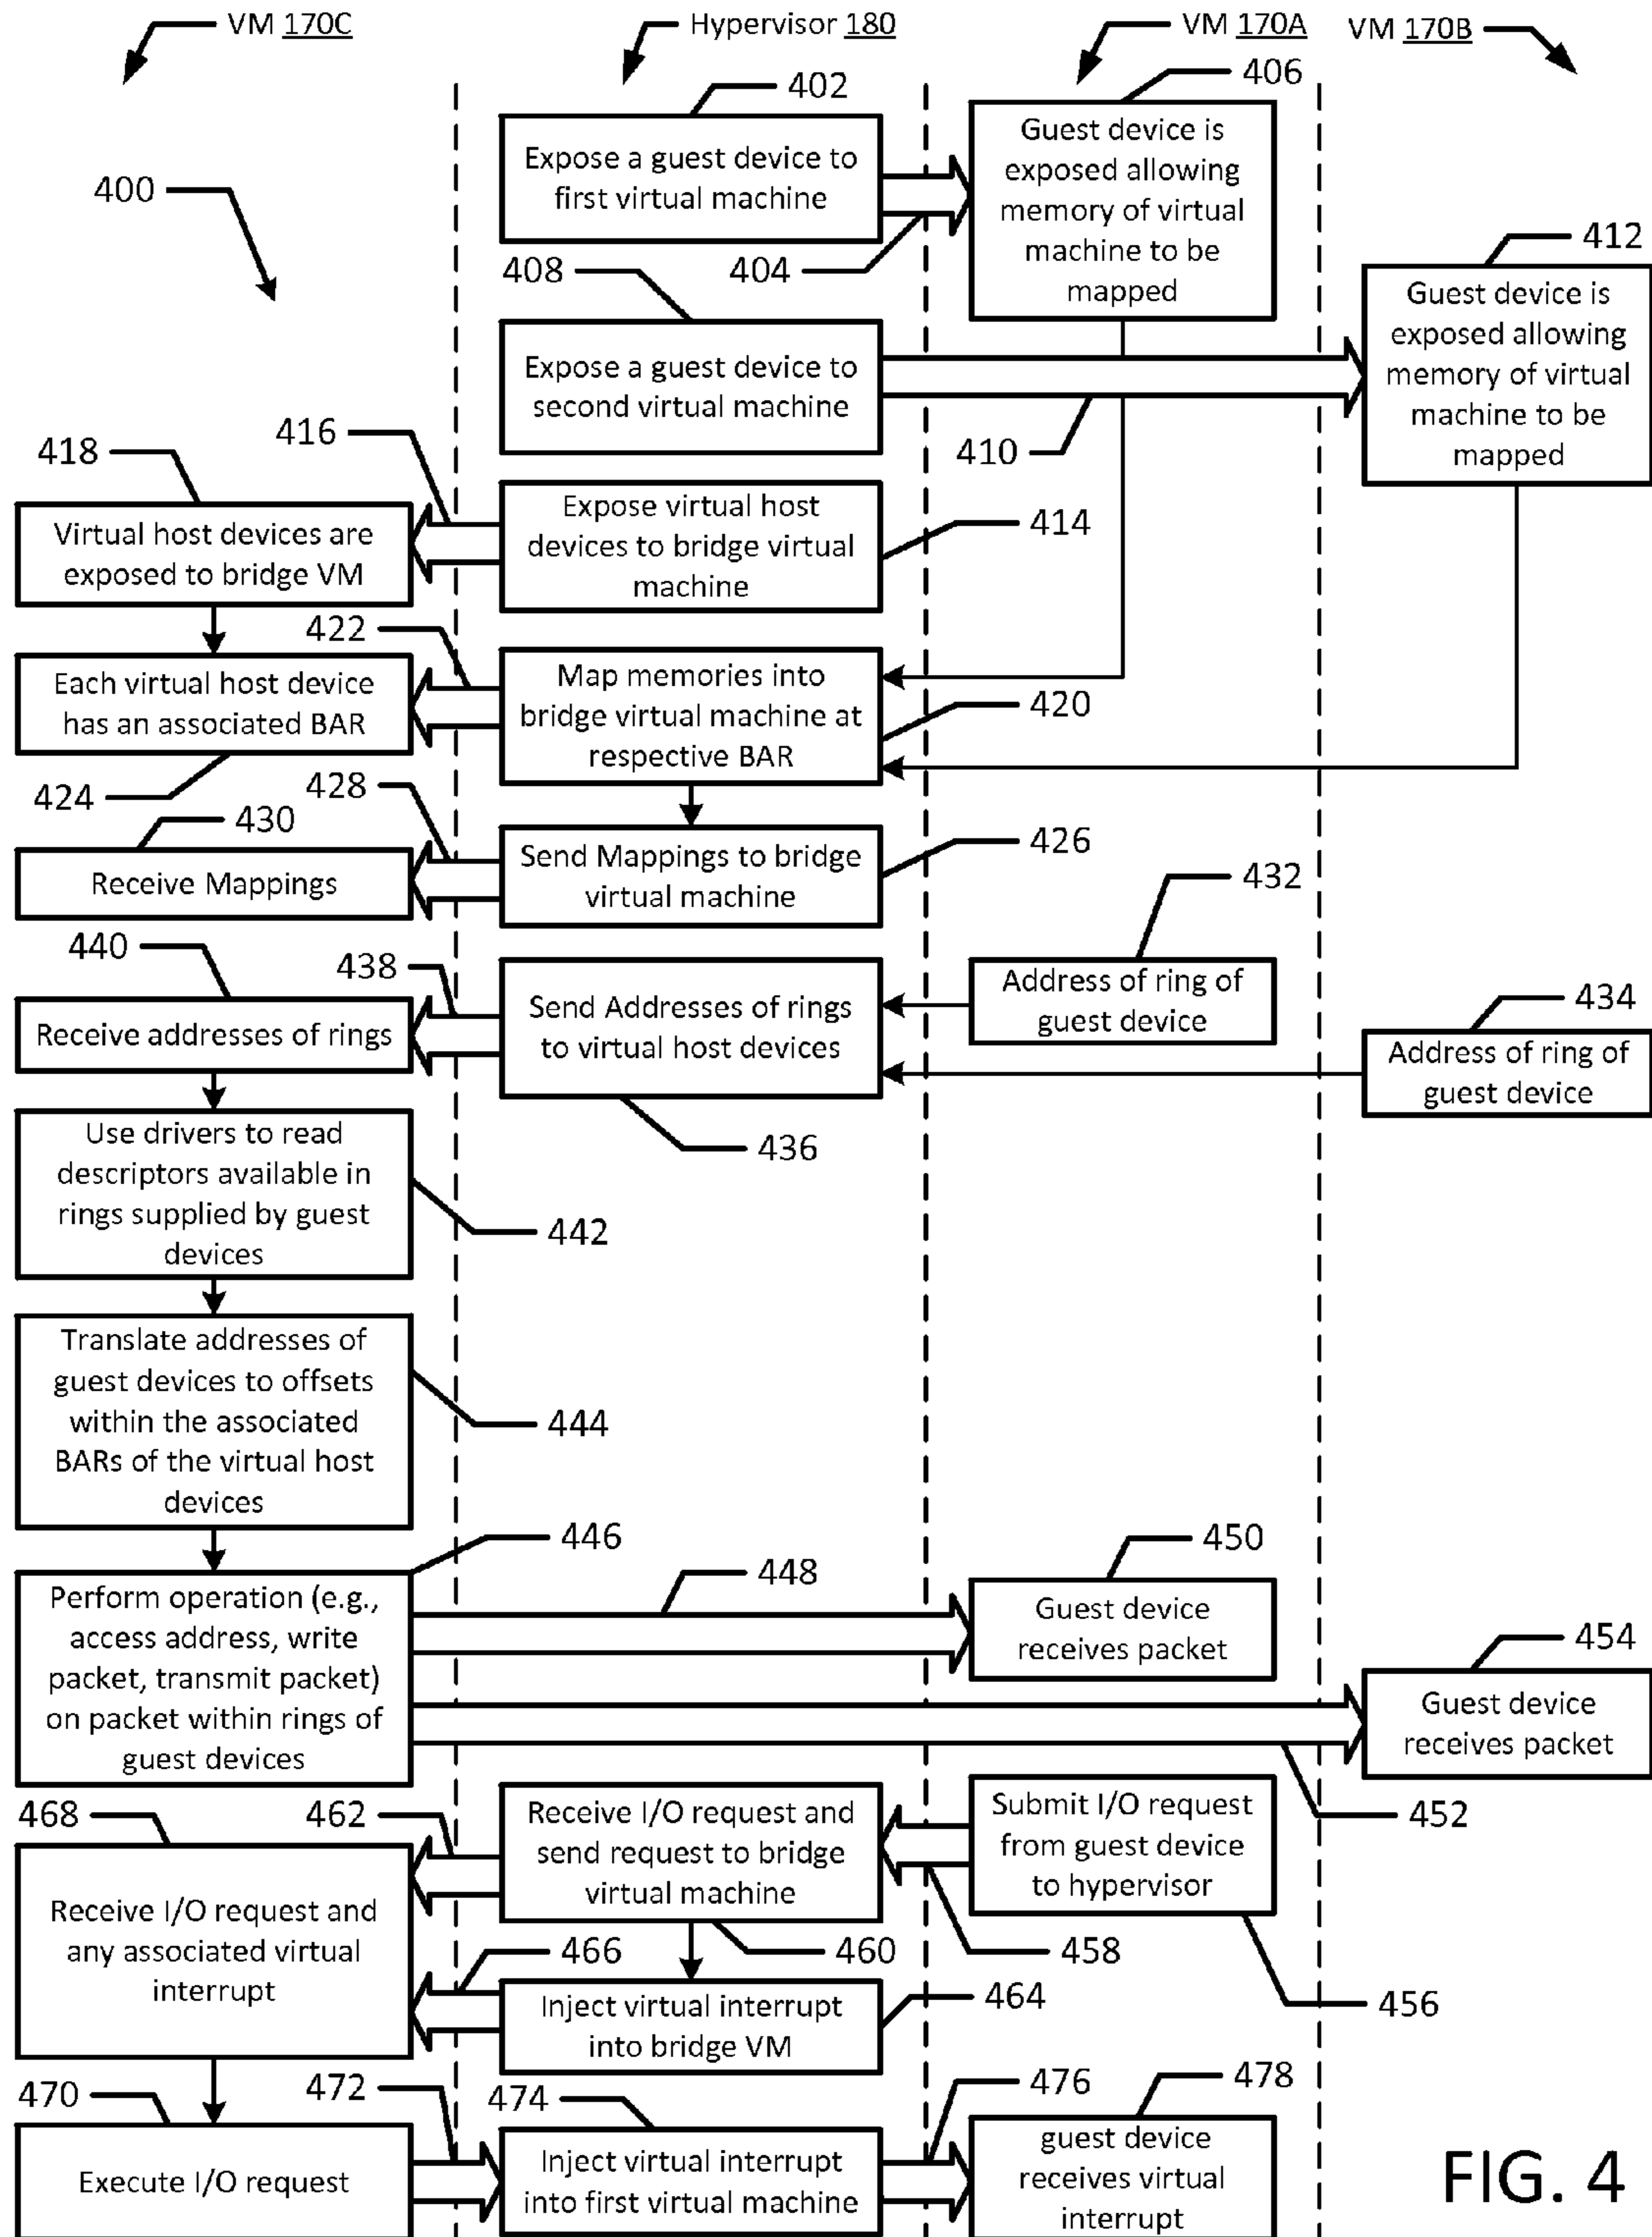 VM 170C
Hypervisor 180
VM 170A
VM 170B
400
402
Expose a guest device to
first virtual machine
404
406
Guest device is
exposed allowing
memory of virtual
machine to be
mapped
408
Expose a guest device to
second virtual machine
410
412
Guest device is
exposed allowing
memory of virtual
machine to be
mapped
414
Expose virtual host
devices to bridge virtual
machine
416
418
Virtual host devices are
exposed to bridge VM
420
Map memories into
bridge virtual machine at
respective BAR
422
Each virtual host device
has an associated BAR
424
426
Send Mappings to bridge
virtual machine
428
430
Receive Mappings
432
Address of ring of
guest device
434
Address of ring of
guest device
Send Addresses of rings
to virtual host devices
436
438
440
Receive addresses of rings
Use drivers to read
descriptors available in
rings supplied by guest
devices
442
Translate addresses of
guest devices to offsets
within the associated
BARs of the virtual host
devices
444
446
Perform operation (e.g.,
access address, write
packet, transmit packet)
on packet within rings of
guest devices
448
450
Guest device
receives packet
452
454
Guest device
receives packet
Submit I/O request
from guest device
to hypervisor
456
458
Receive I/O request and
send request to bridge
virtual machine
460
462
Inject virtual interrupt
into bridge VM
464
466
468
Receive I/O request and
any associated virtual
interrupt
470
Execute I/O request
472
474
Inject virtual interrupt
into first virtual machine
476
478
guest device
receives virtual
interrupt
FIG. 4